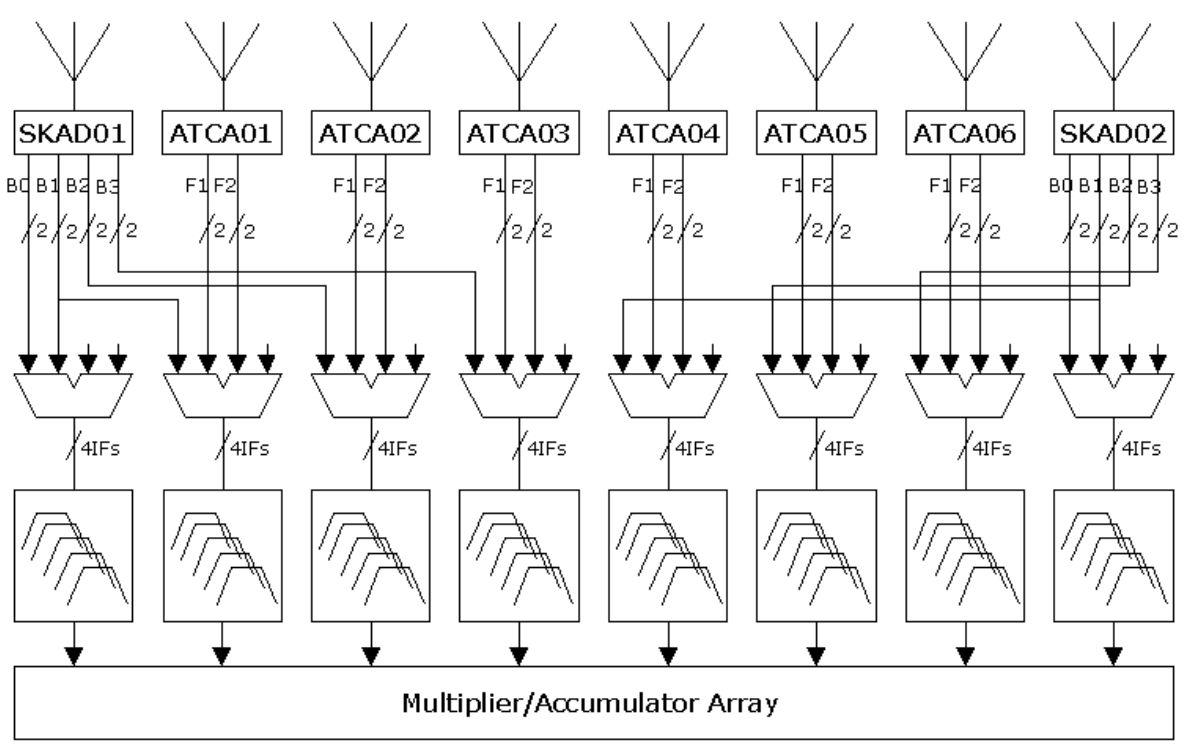 SKAD01 ATCA01 ATCA02 ATCA03 ATCA04 ATCA05 ATCA06 SKAD02
B0 B1 B2 B3 F1 F2 F1 F2 F1 F2 F1 F2 F1 F2 F1 F2 B0 B1 B2 B3
2 2 2 2 2 2 2 2 2 2 2 2 2 2 2 2 2 2 2 2
4IFs 4IFs 4IFs 4IFs 4IFs 4IFs 4IFs 4IFs
Multiplier/Accumulator Array